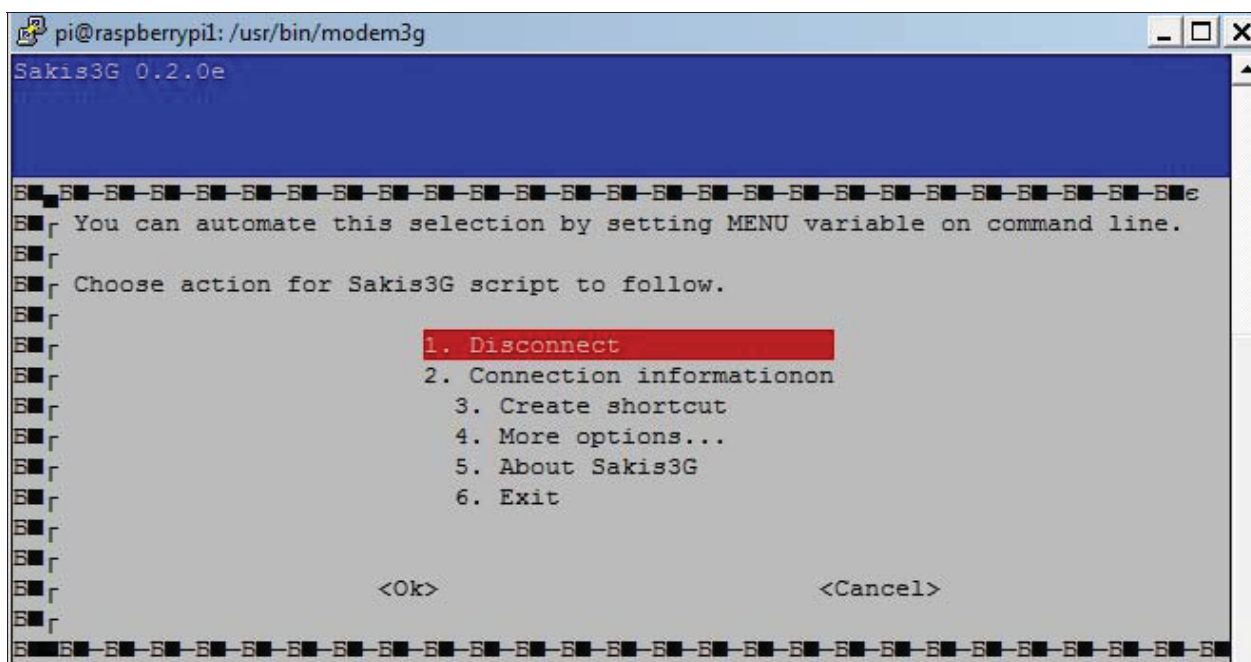 pi@raspberrypi1: /usr/bin/modem3g
Sakis3G 0.2.0e
You can automate this selection by setting MENU variable on command line.
Choose action for Sakis3G script to follow.
1. Disconnect
2. Connection informationon
3. Create shortcut
4. More options...
5. About Sakis3G
6. Exit
<Ok> <Cancel>